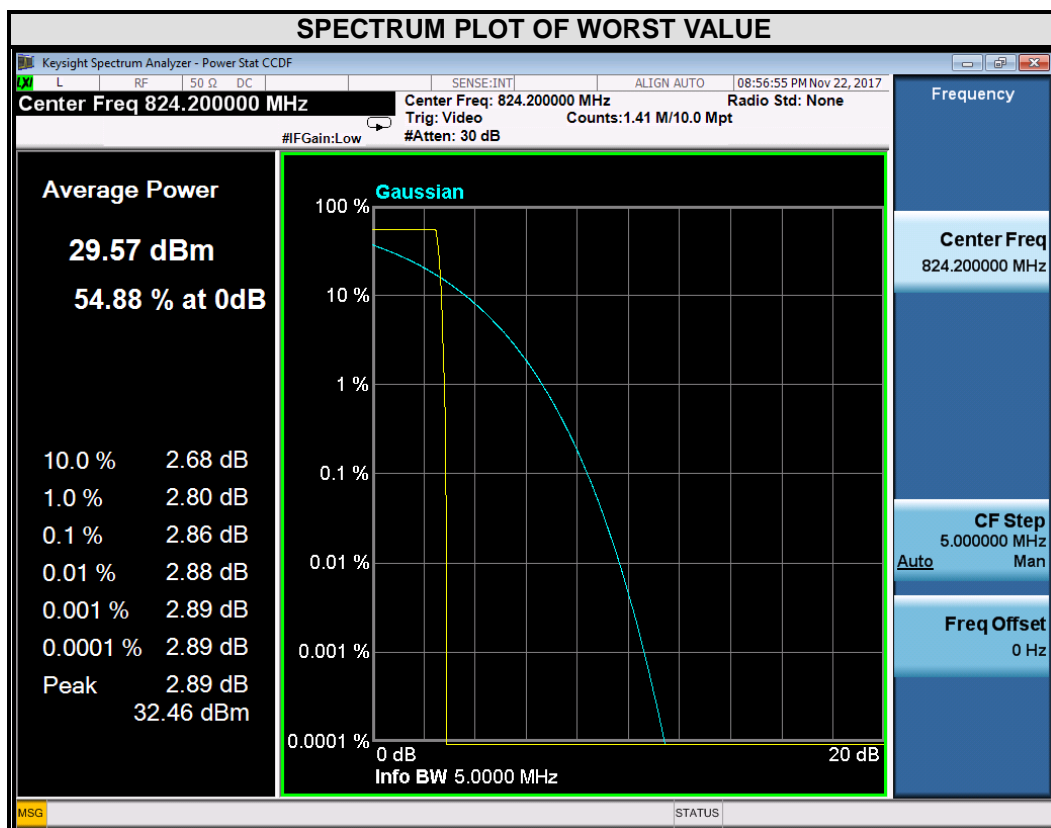 SPECTRUM PLOT OF WORST VALUE
Keysight Spectrum Analyzer - Power Stat CCDF
LXI L RF 50 Ω DC SENSE:INT ALIGN AUTO 08:56:55 PM Nov 22, 2017
Center Freq 824.200000 MHz
Center Freq: 824.200000 MHz Radio Std: None
Trig: Video Counts:1.41 M/10.0 Mpt
#IFGain:Low #Atten: 30 dB
Frequency
Average Power
29.57 dBm
54.88 % at 0dB
10.0 % 2.68 dB
1.0 % 2.80 dB
0.1 % 2.86 dB
0.01 % 2.88 dB
0.001 % 2.89 dB
0.0001 % 2.89 dB
Peak 2.89 dB
32.46 dBm
Gaussian
100 %
10 %
1 %
0.1 %
0.01 %
0.001 %
0.0001 %
0 dB 20 dB
Info BW 5.0000 MHz
Center Freq
824.200000 MHz
CF Step
5.000000 MHz
Auto Man
Freq Offset
0 Hz
MSG STATUS